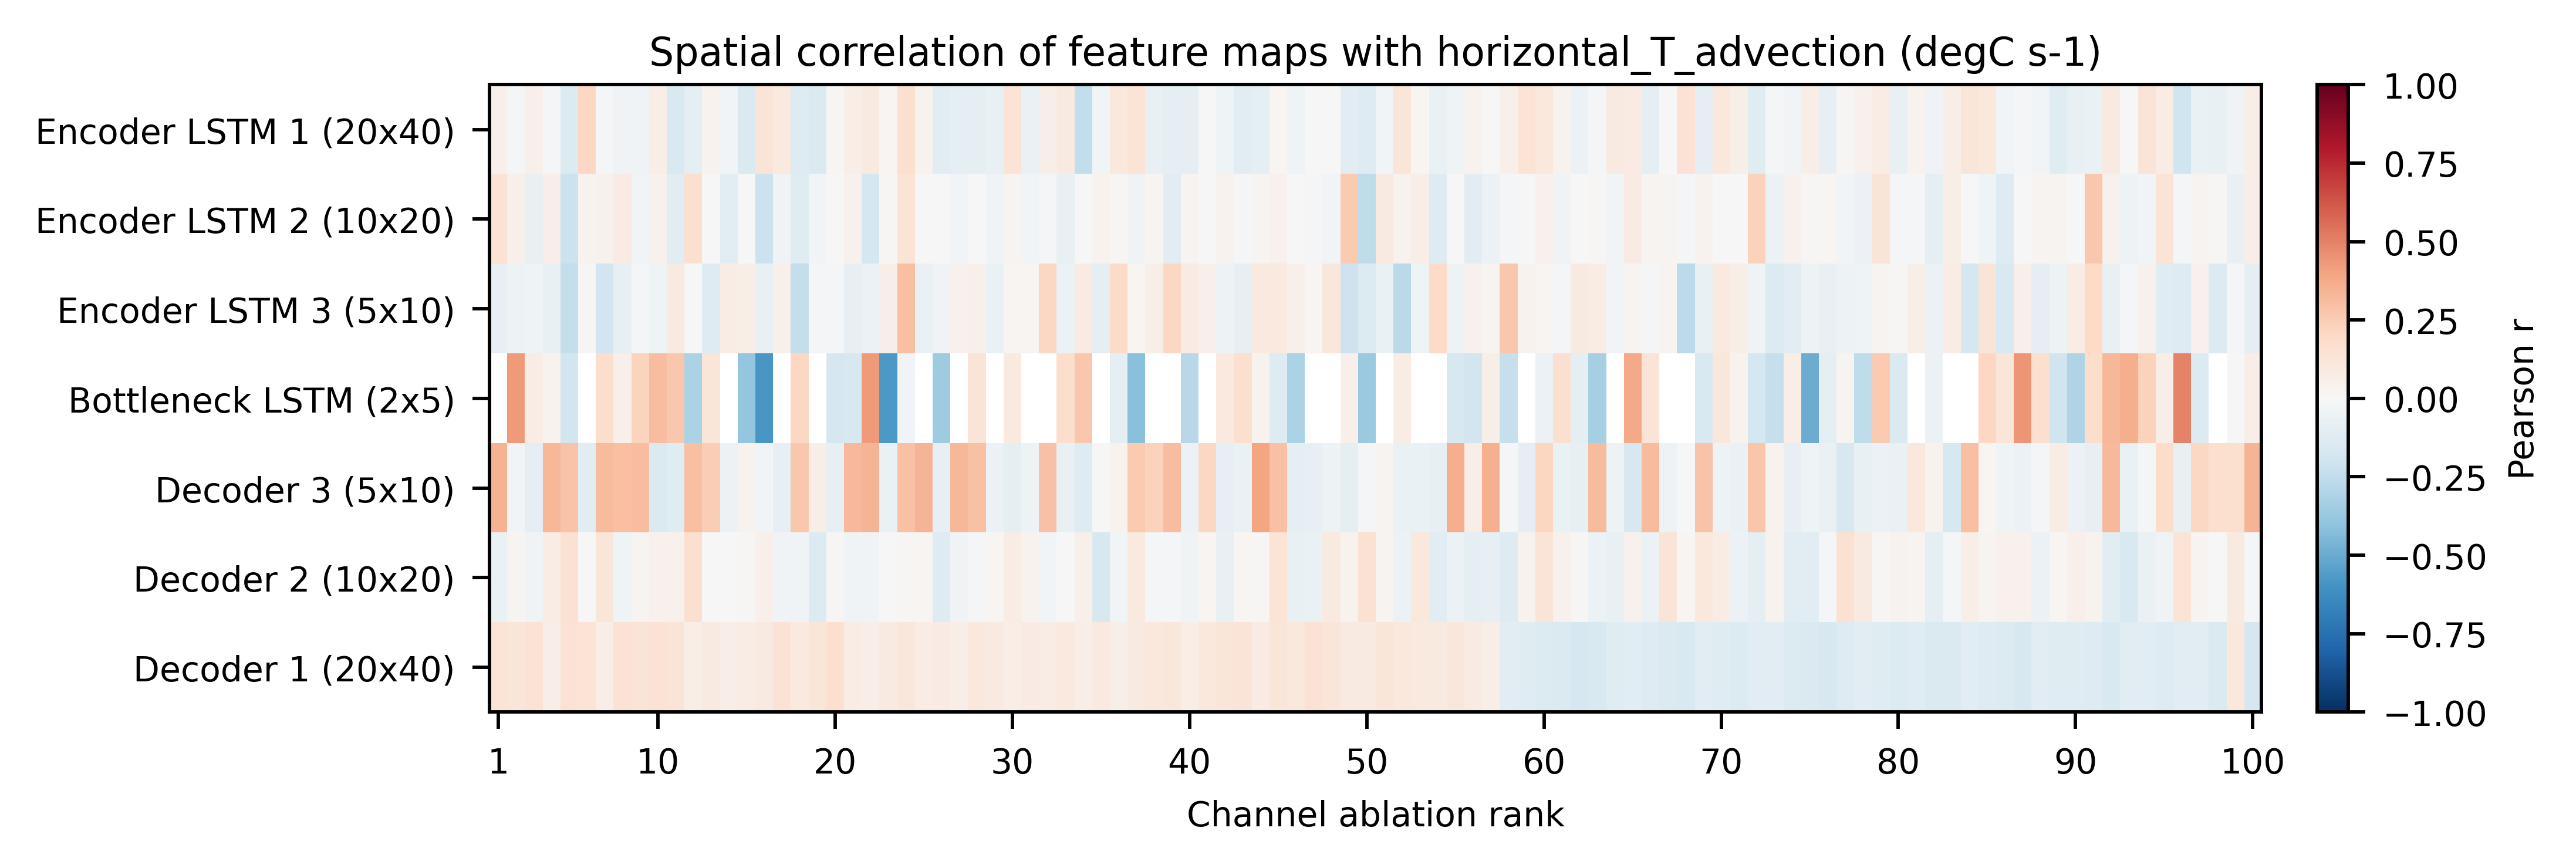 Spatial correlation of feature maps with horizontal_T_advection (degC s-1)
Encoder LSTM 1 (20x40)
Encoder LSTM 2 (10x20)
Encoder LSTM 3 (5x10)
Bottleneck LSTM (2x5)
Decoder 3 (5x10)
Decoder 2 (10x20)
Decoder 1 (20x40)
1 10 20 30 40 50 60 70 80 90 100
Channel ablation rank
1.00
0.75
0.50
0.25
0.00
−0.25
−0.50
−0.75
−1.00
Pearson r